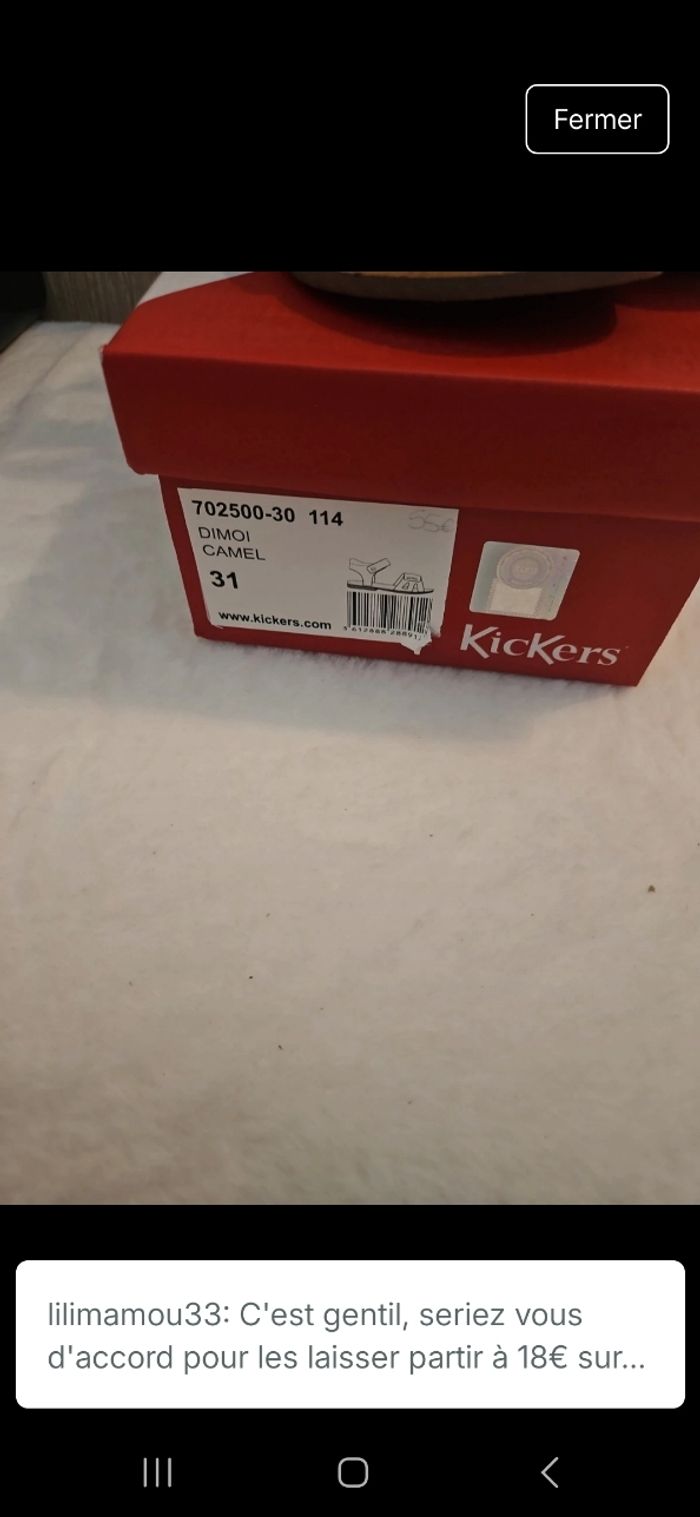 Fermer
702500-30 114
55€
DIMOI
CAMEL
31
www.kickers.com
KicKers
lilimamou33: C'est gentil, seriez vous
d'accord pour les laisser partir à 18€ sur...